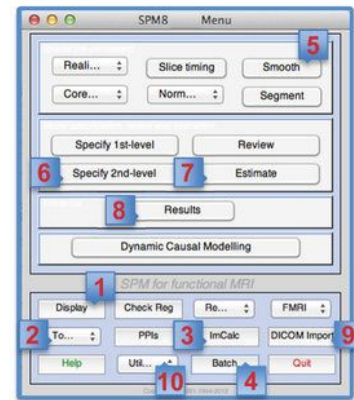 SPM8 Menu
5
Reali... Slice timing Smooth
Core... Norm... Segment
Specify 1st-level Review
6 Specify 2nd-level 7 Estimate
8 Results
Dynamic Causal Modelling
SPM for functional MRI
1
Display Check Reg Re... FMRI
2 To... PPIs 3 ImCalc DICOM Import 9
Help Util... Batch Quit
10 4